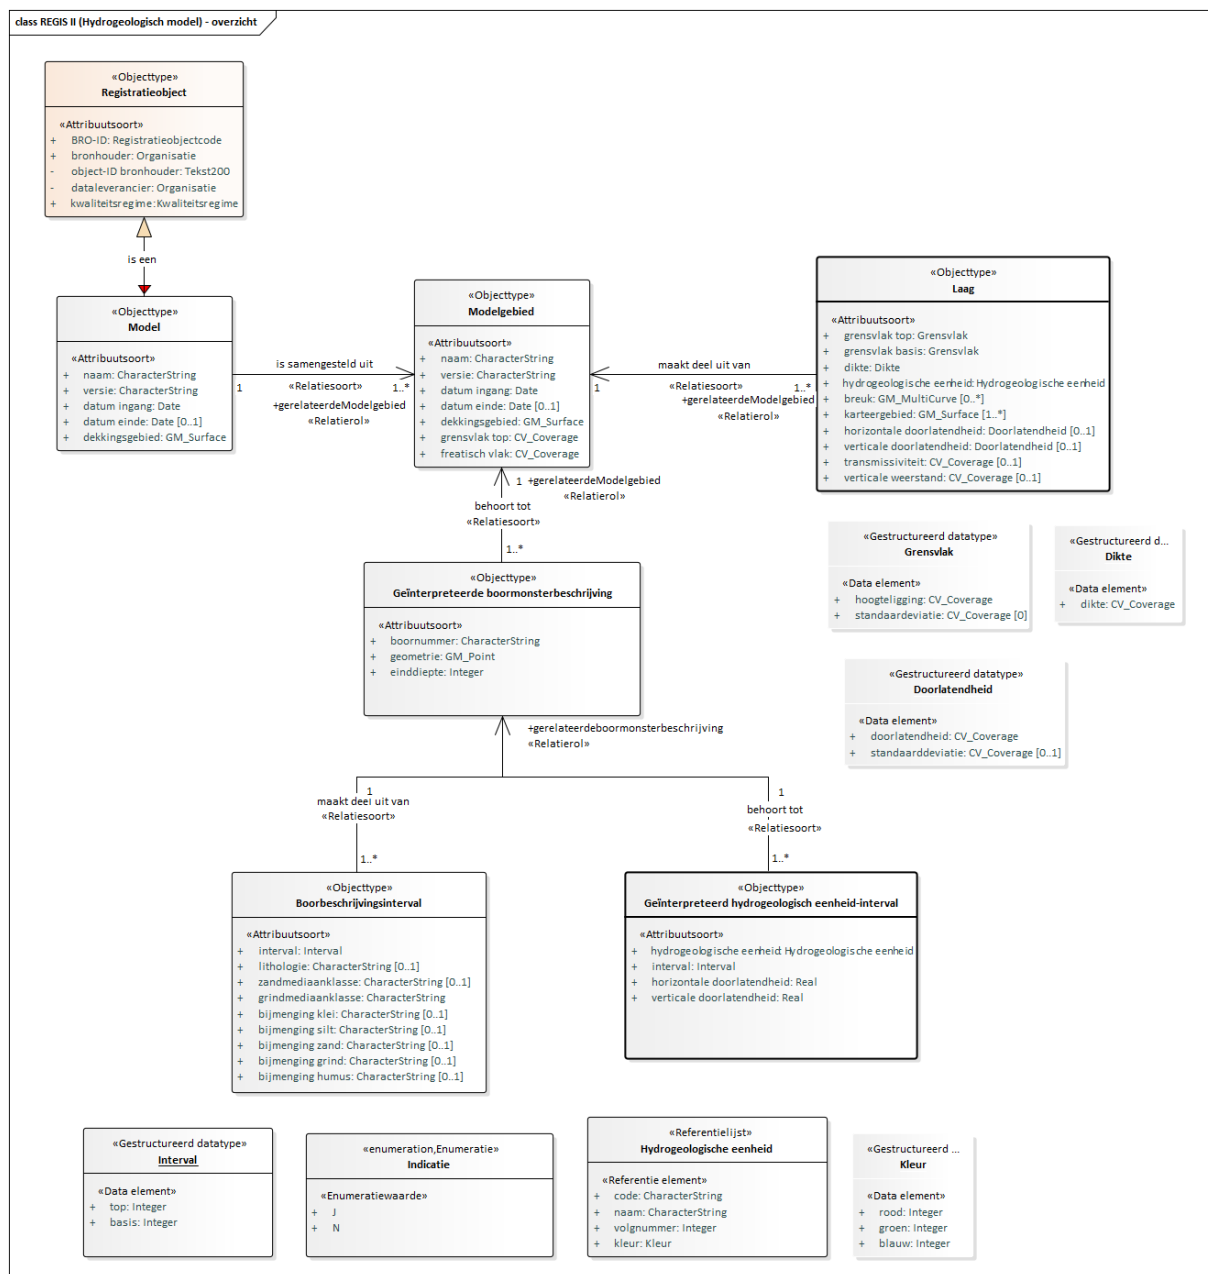 class REGIS II (Hydrogeologisch model) - overzicht
«Objecttype»
Registratieobject
«Attribuutsoort»
+ BRO-ID: Registratieobjectcode
+ bronhouder: Organisatie
- object-ID bronhouder: Tekst200
- dataleverancier: Organisatie
+ kwaliteitsregime: Kwaliteitsregime
is een
«Objecttype»
Model
«Attribuutsoort»
+ naam: CharacterString
+ versie: CharacterString
+ datum ingang: Date
+ datum einde: Date [0..1]
+ dekkingsgebied: GM_Surface
is samengesteld uit
1
«Relatiesoort»
1..*
+gerelateerdeModelgebied
«Relatierol»
«Objecttype»
Modelgebied
«Attribuutsoort»
+ naam: CharacterString
+ versie: CharacterString
+ datum ingang: Date
+ datum einde: Date [0..1]
+ dekkingsgebied: GM_Surface
+ grensvlak top: CV_Coverage
+ freatisch vlak: CV_Coverage
maakt deel uit van
1
«Relatiesoort»
1..*
+gerelateerdeModelgebied
«Relatierol»
«Objecttype»
Laag
«Attribuutsoort»
+ grensvlak top: Grensvlak
+ grensvlak basis: Grensvlak
+ dikte: Dikte
+ hydrogeologische eenheid: Hydrogeologische eenheid
+ breuk: GM_MultiCurve [0..*]
+ karteergebied: GM_Surface [1..*]
+ horizontale doorlatendheid: Doorlatendheid [0..1]
+ verticale doorlatendheid: Doorlatendheid [0..1]
+ transmissiviteit: CV_Coverage [0..1]
+ verticale weerstand: CV_Coverage [0..1]
1 +gerelateerdeModelgebied
«Relatierol»
behoort tot
«Relatiesoort»
1..*
«Objecttype»
Geïnterpreteerde boormonsterbeschrijving
«Attribuutsoort»
+ boornummer: CharacterString
+ geometrie: GM_Point
+ einddiepte: Integer
«Gestructureerd datatype»
Grensvlak
«Data element»
+ hoogteligging: CV_Coverage
+ standaardeviatie: CV_Coverage [0]
«Gestructureerd d...
Dikte
«Data element»
+ dikte: CV_Coverage
«Gestructureerd datatype»
Doorlatendheid
«Data element»
+ doorlatendheid: CV_Coverage
+ standaarddeviatie: CV_Coverage [0..1]
+gerelateerdeboormonsterbeschrijving
«Relatierol»
1
maakt deel uit van
«Relatiesoort»
1..*
1
behoort tot
«Relatiesoort»
1..*
«Objecttype»
Boorbeschrijvingsinterval
«Attribuutsoort»
+ interval: Interval
+ lithologie: CharacterString [0..1]
+ zandmediaanklasse: CharacterString [0..1]
+ grindmediaanklasse: CharacterString
+ bijmenging klei: CharacterString [0..1]
+ bijmenging silt: CharacterString [0..1]
+ bijmenging zand: CharacterString [0..1]
+ bijmenging grind: CharacterString [0..1]
+ bijmenging humus: CharacterString [0..1]
«Objecttype»
Geïnterpreteerd hydrogeologisch eenheid-interval
«Attribuutsoort»
+ hydrogeologische eenheid: Hydrogeologische eenheid
+ interval: Interval
+ horizontale doorlatendheid: Real
+ verticale doorlatendheid: Real
«Gestructureerd datatype»
Interval
«Data element»
+ top: Integer
+ basis: Integer
«enumeration,Enumeratie»
Indicatie
«Enumeratiewaarde»
+ J
+ N
«Referentielijst»
Hydrogeologische eenheid
«Referentie element»
+ code: CharacterString
+ naam: CharacterString
+ volgnummer: Integer
+ kleur: Kleur
«Gestructureerd ...
Kleur
«Data element»
+ rood: Integer
+ groen: Integer
+ blauw: Integer